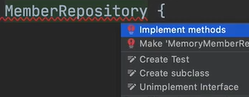 MemberRepository {
Implement methods
Make 'MemoryMemberRe
Create Test
Create subclass
Unimplement Interface